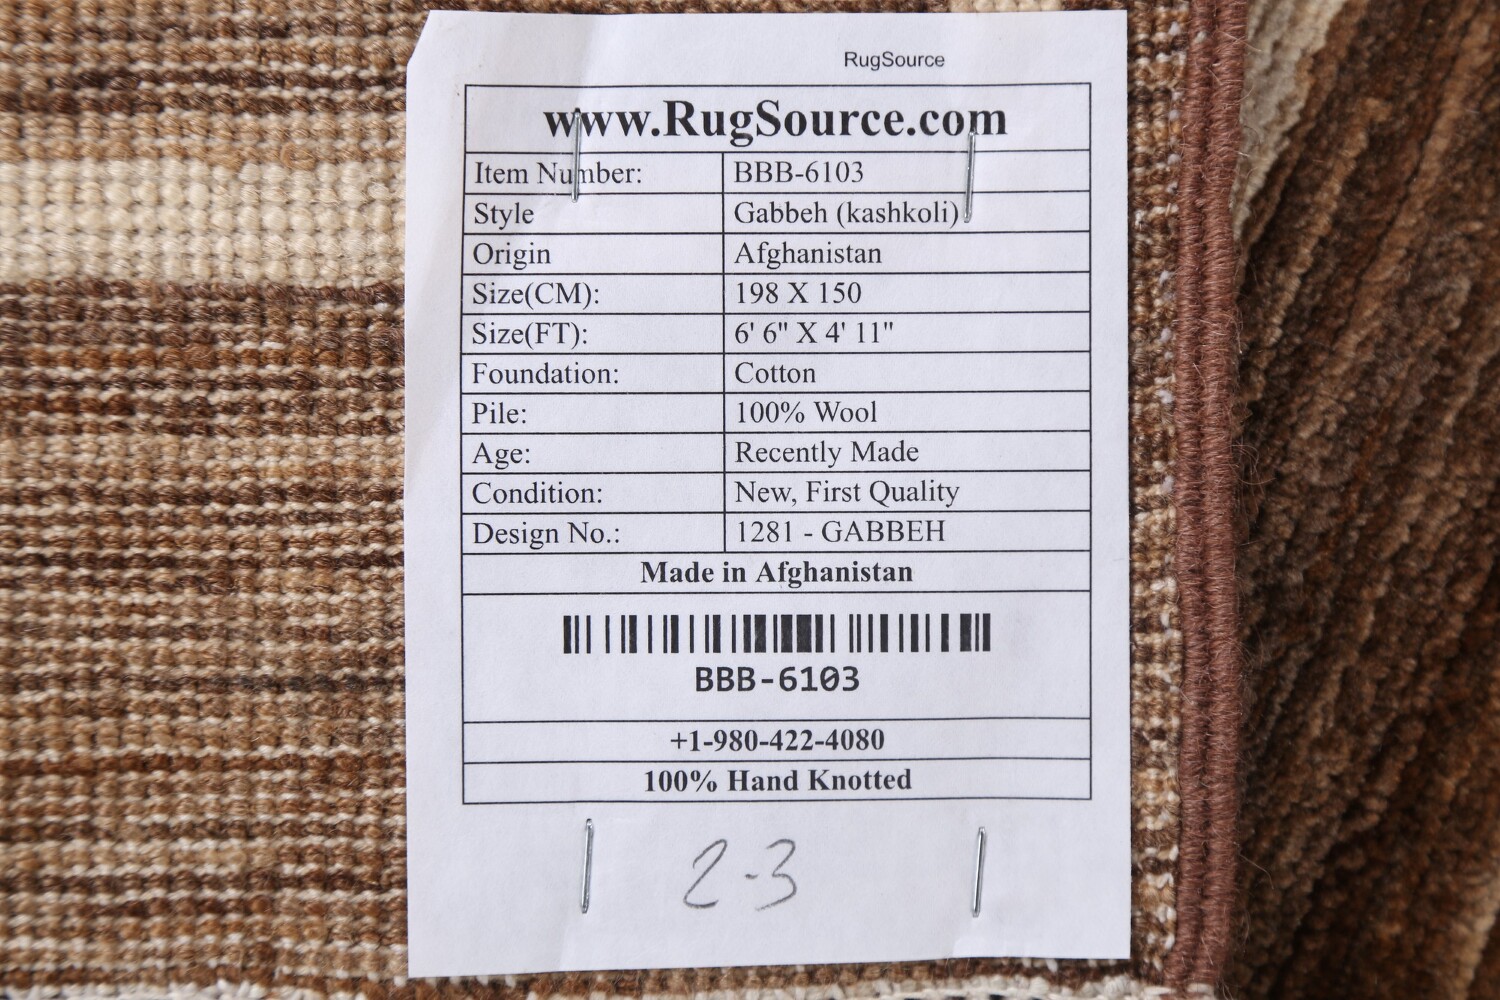 RugSource
www.RugSource.com
Item Number: BBB-6103
Style Gabbeh (kashkoli)
Origin Afghanistan
Size(CM): 198 X 150
Size(FT): 6' 6" X 4' 11"
Foundation: Cotton
Pile: 100% Wool
Age: Recently Made
Condition: New, First Quality
Design No.: 1281 - GABBEH
Made in Afghanistan
BBB-6103
+1-980-422-4080
100% Hand Knotted
2-3